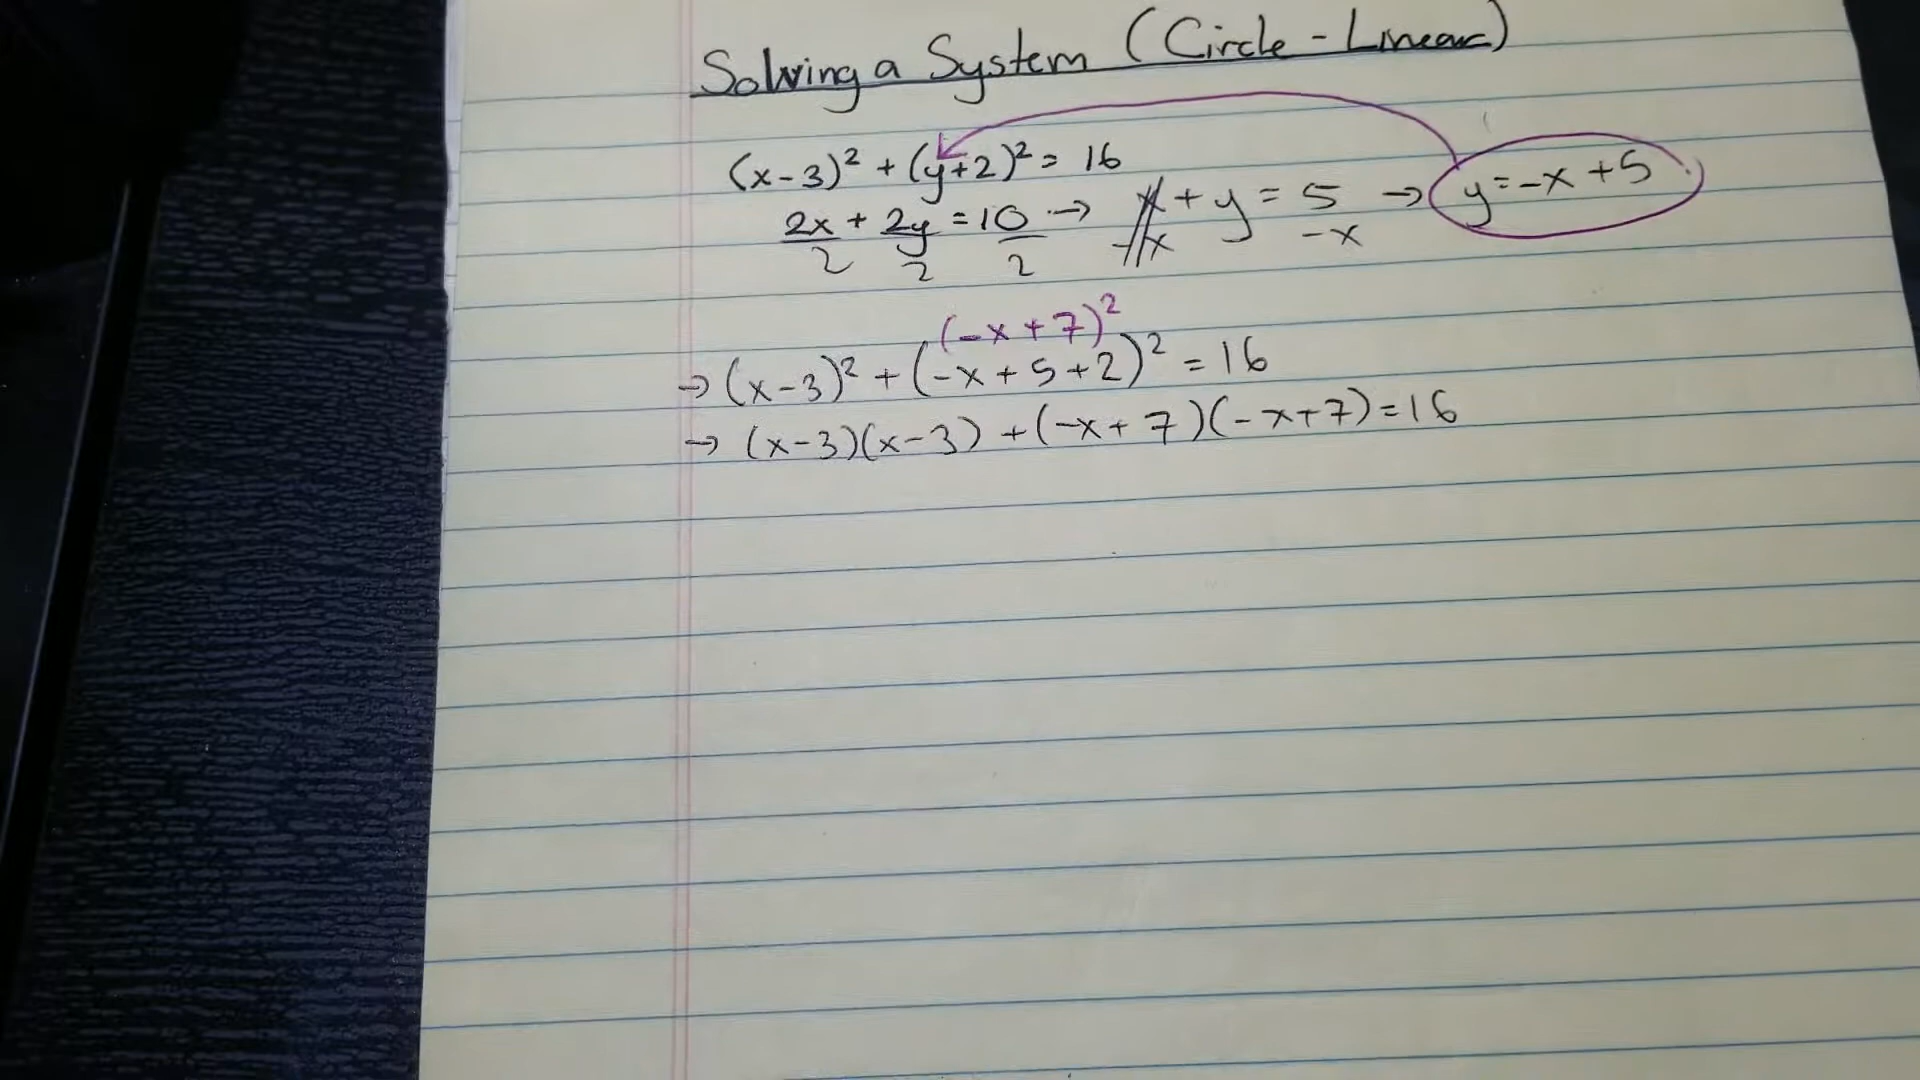 Solving a System (Circle - Linear)
(x-3)² + (y+2)² = 16
2x + 2y = 10 → x + y = 5 → y = -x + 5
2 2 2 -x -x
(-x + 7)²
→ (x-3)² + (-x + 5 + 2)² = 16
→ (x-3)(x-3) + (-x + 7)(-x+7) = 16